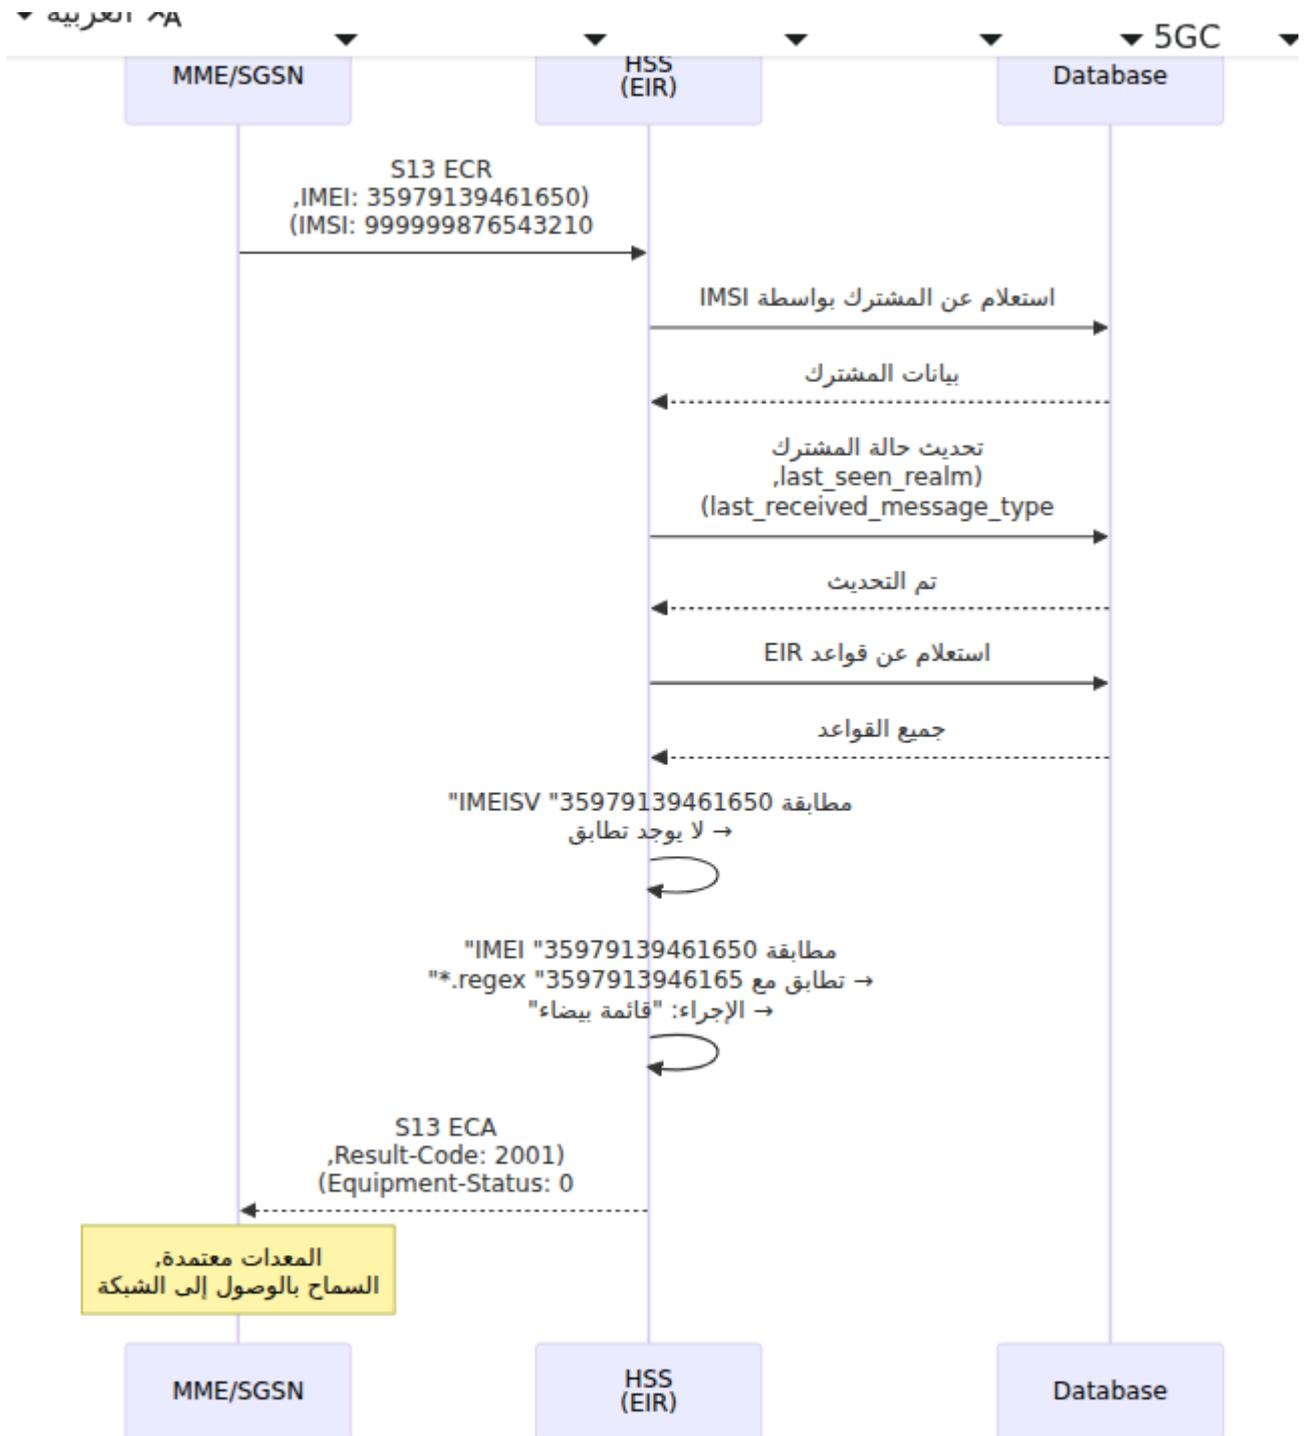 العربية
5GC
MME/SGSN
HSS
(EIR)
Database
S13 ECR
(IMEI: 35979139461650,
IMSI: 999999876543210)
استعلام عن المشترك بواسطة IMSI
بيانات المشترك
تحديث حالة المشترك
(last_seen_realm,
last_received_message_type)
تم التحديث
استعلام عن قواعد EIR
جميع القواعد
مطابقة IMEISV "35979139461650"
→ لا يوجد تطابق
مطابقة IMEI "35979139461650"
→ تطابق مع regex "3597913946165.*"
→ الإجراء: "قائمة بيضاء"
S13 ECA
(Result-Code: 2001,
Equipment-Status: 0)
المعدات معتمدة,
السماح بالوصول إلى الشبكة
MME/SGSN
HSS
(EIR)
Database